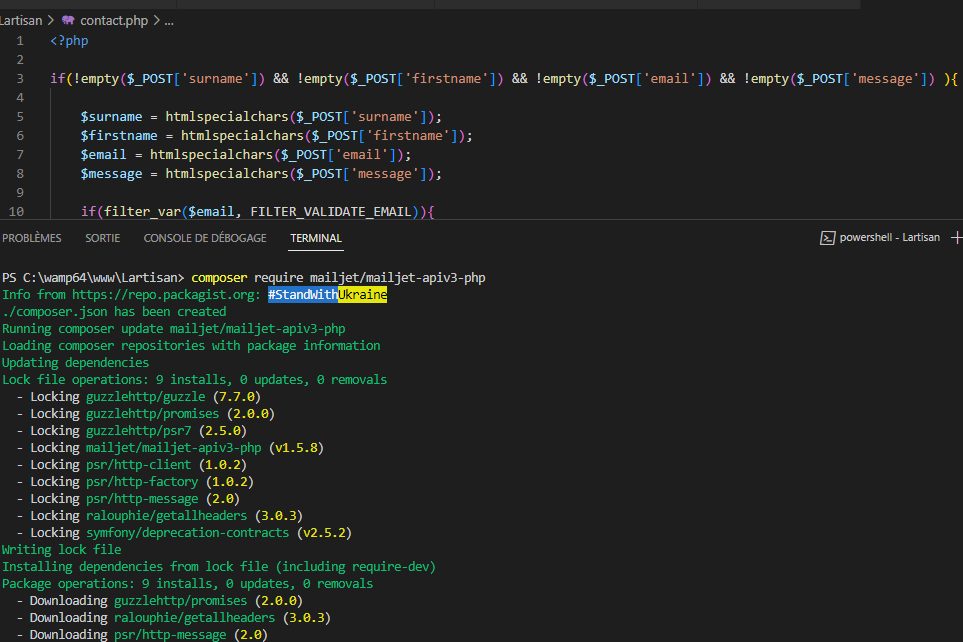 Lartisan > contact.php > ...
1 <?php
2
3 if(!empty($_POST['surname']) && !empty($_POST['firstname']) && !empty($_POST['email']) && !empty($_POST['message']) ){
4
5 $surname = htmlspecialchars($_POST['surname']);
6 $firstname = htmlspecialchars($_POST['firstname']);
7 $email = htmlspecialchars($_POST['email']);
8 $message = htmlspecialchars($_POST['message']);
9
10 if(filter_var($email, FILTER_VALIDATE_EMAIL)){
PROBLÈMES SORTIE CONSOLE DE DÉBOGAGE TERMINAL powershell - Lartisan +
PS C:\wamp64\www\Lartisan> composer require mailjet/mailjet-apiv3-php
Info from https://repo.packagist.org: #StandWithUkraine
./composer.json has been created
Running composer update mailjet/mailjet-apiv3-php
Loading composer repositories with package information
Updating dependencies
Lock file operations: 9 installs, 0 updates, 0 removals
- Locking guzzlehttp/guzzle (7.7.0)
- Locking guzzlehttp/promises (2.0.0)
- Locking guzzlehttp/psr7 (2.5.0)
- Locking mailjet/mailjet-apiv3-php (v1.5.8)
- Locking psr/http-client (1.0.2)
- Locking psr/http-factory (1.0.2)
- Locking psr/http-message (2.0)
- Locking ralouphie/getallheaders (3.0.3)
- Locking symfony/deprecation-contracts (v2.5.2)
Writing lock file
Installing dependencies from lock file (including require-dev)
Package operations: 9 installs, 0 updates, 0 removals
- Downloading guzzlehttp/promises (2.0.0)
- Downloading ralouphie/getallheaders (3.0.3)
- Downloading psr/http-message (2.0)